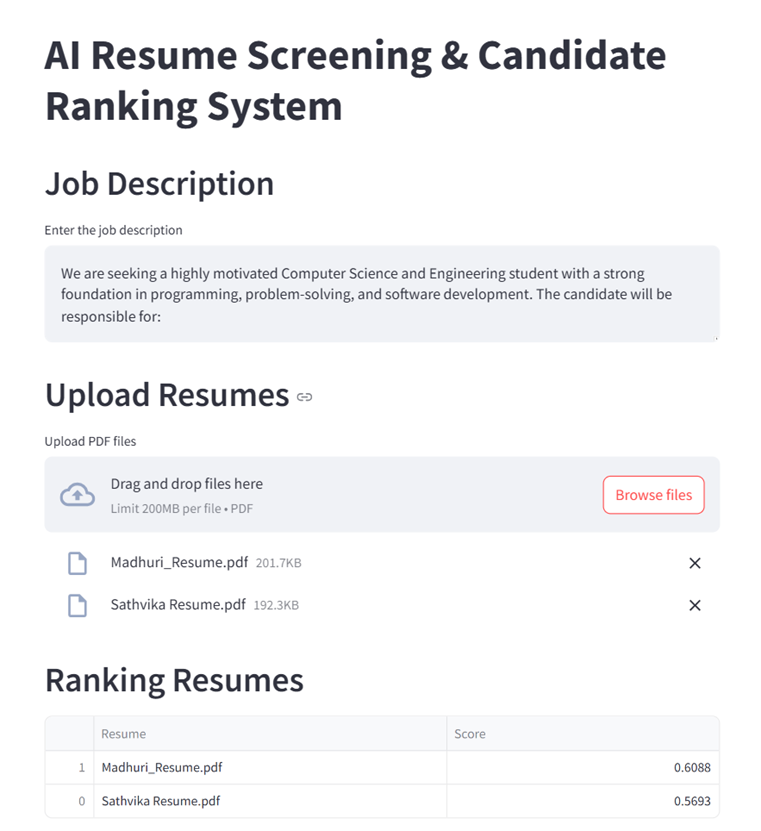 AI Resume Screening & Candidate
Ranking System
Job Description
Enter the job description
We are seeking a highly motivated Computer Science and Engineering student with a strong
foundation in programming, problem-solving, and software development. The candidate will be
responsible for:
Upload Resumes
Upload PDF files
Drag and drop files here
Limit 200MB per file • PDF
Browse files
Madhuri_Resume.pdf 201.7KB
Sathvika Resume.pdf 192.3KB
Ranking Resumes
Resume Score
1 Madhuri_Resume.pdf 0.6088
0 Sathvika Resume.pdf 0.5693